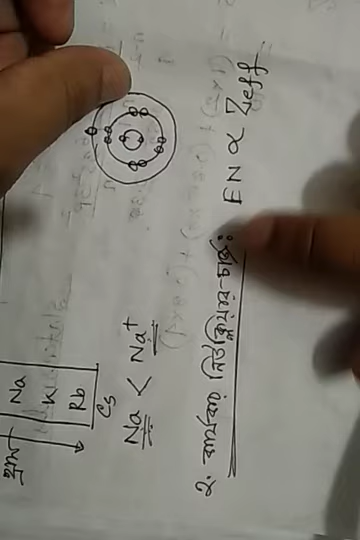 Na
K
Rb
Cs
হ্রাস
Na < Na⁺
২. কার্যকর নিউক্লিয়ার চার্জ: EN ∝ Zeff